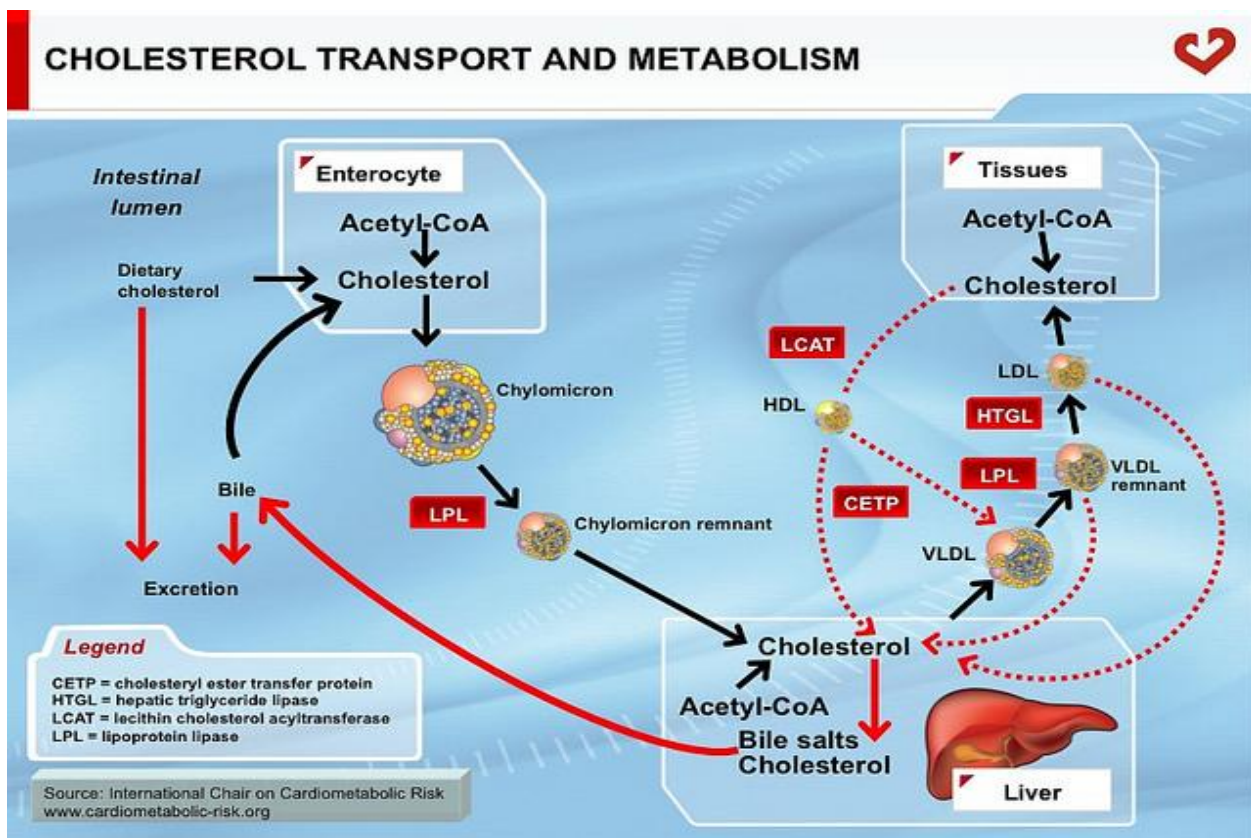 CHOLESTEROL TRANSPORT AND METABOLISM
Intestinal
lumen
Enterocyte
Acetyl-CoA
Cholesterol
Dietary
cholesterol
Chylomicron
LPL
Chylomicron remnant
Bile
Excretion
Tissues
Acetyl-CoA
Cholesterol
LCAT
HDL
LDL
HTGL
LPL
VLDL
remnant
CETP
VLDL
Cholesterol
Acetyl-CoA
Bile salts
Cholesterol
Liver
Legend
CETP = cholesteryl ester transfer protein
HTGL = hepatic triglyceride lipase
LCAT = lecithin cholesterol acyltransferase
LPL = lipoprotein lipase
Source: International Chair on Cardiometabolic Risk
www.cardiometabolic-risk.org